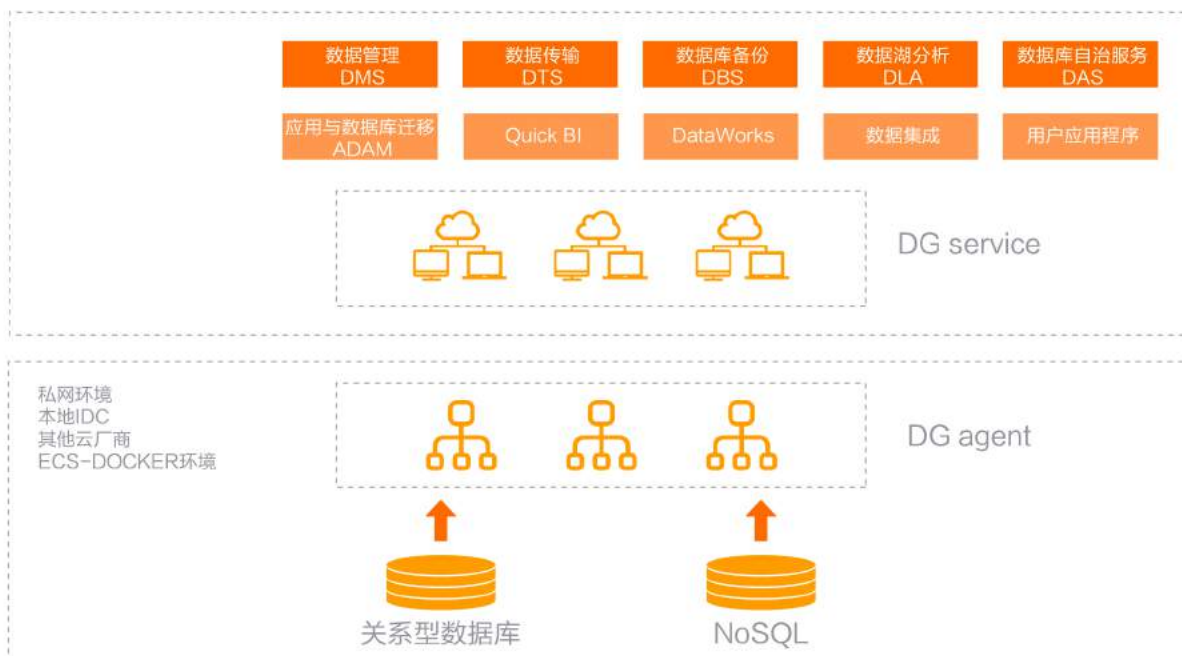 数据管理
DMS
数据传输
DTS
数据库备份
DBS
数据湖分析
DLA
数据库自治服务
DAS
应用与数据库迁移
ADAM
Quick BI
DataWorks
数据集成
用户应用程序
DG service
私网环境
本地IDC
其他云厂商
ECS-DOCKER环境
DG agent
关系型数据库
NoSQL